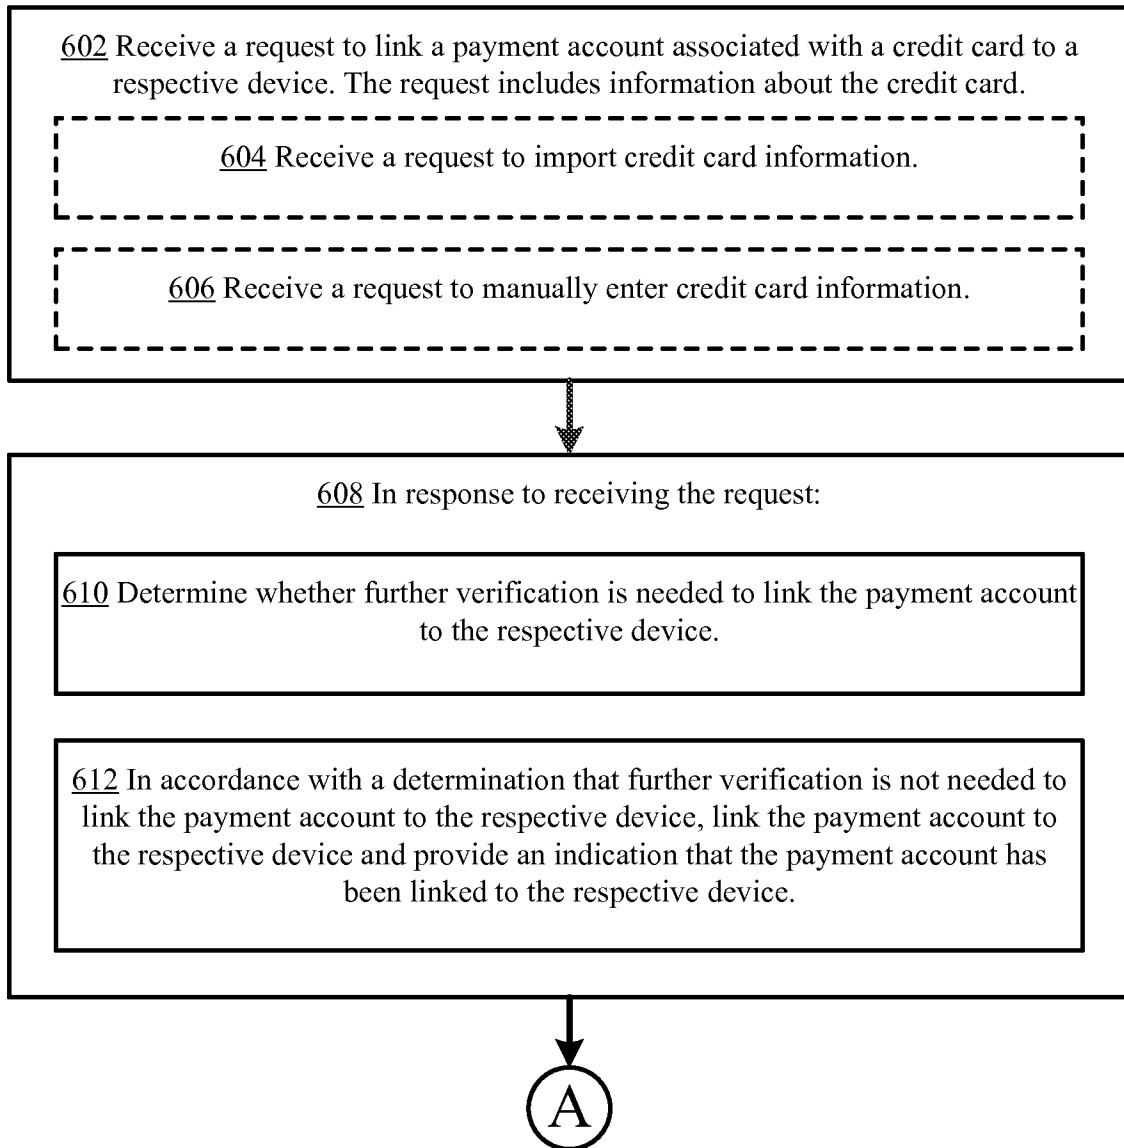 602 Receive a request to link a payment account associated with a credit card to a
respective device. The request includes information about the credit card.
604 Receive a request to import credit card information.
606 Receive a request to manually enter credit card information.
608 In response to receiving the request:
610 Determine whether further verification is needed to link the payment account
to the respective device.
612 In accordance with a determination that further verification is not needed to
link the payment account to the respective device, link the payment account to
the respective device and provide an indication that the payment account has
been linked to the respective device.
A